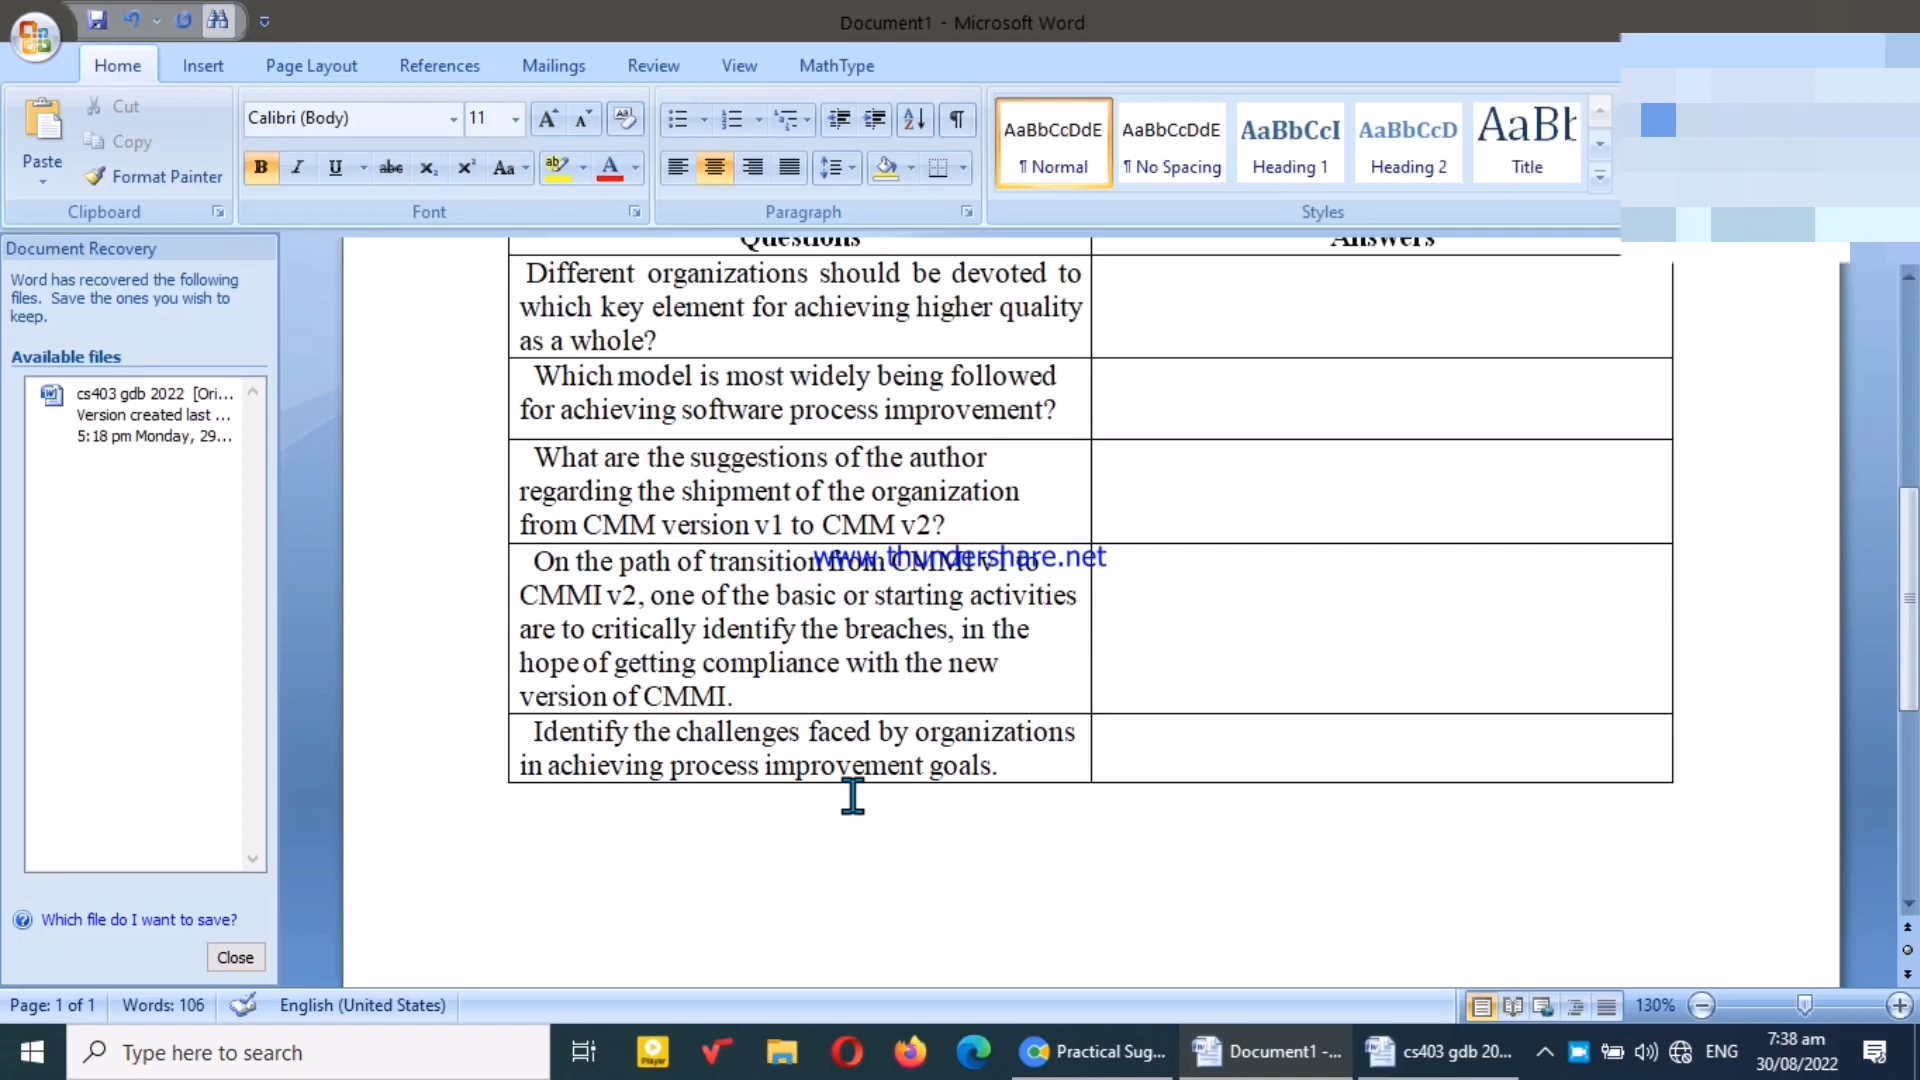 Document1 - Microsoft Word
Home Insert Page Layout References Mailings Review View MathType
Paste
Cut
Copy
Format Painter
Clipboard
Calibri (Body) 11
Font
Paragraph
AaBbCcDdE AaBbCcDdE AaBbCcI AaBbCcD AaBb
¶ Normal ¶ No Spacing Heading 1 Heading 2 Title
Styles
Document Recovery
Word has recovered the following
files. Save the ones you wish to
keep.
Available files
cs403 gdb 2022 [Ori...
Version created last ...
5:18 pm Monday, 29...
Which file do I want to save?
Close
Questions Answers
Different organizations should be devoted to
which key element for achieving higher quality
as a whole?
Which model is most widely being followed
for achieving software process improvement?
What are the suggestions of the author
regarding the shipment of the organization
from CMM version v1 to CMM v2?
On the path of transition from CMMI v1 to
CMMI v2, one of the basic or starting activities
are to critically identify the breaches, in the
hope of getting compliance with the new
version of CMMI.
Identify the challenges faced by organizations
in achieving process improvement goals.
www.thundershare.net
Page: 1 of 1 Words: 106 English (United States) 130%
Type here to search
Player
Practical Sug... Document1 -... cs403 gdb 20...
ENG
7:38 am
30/08/2022